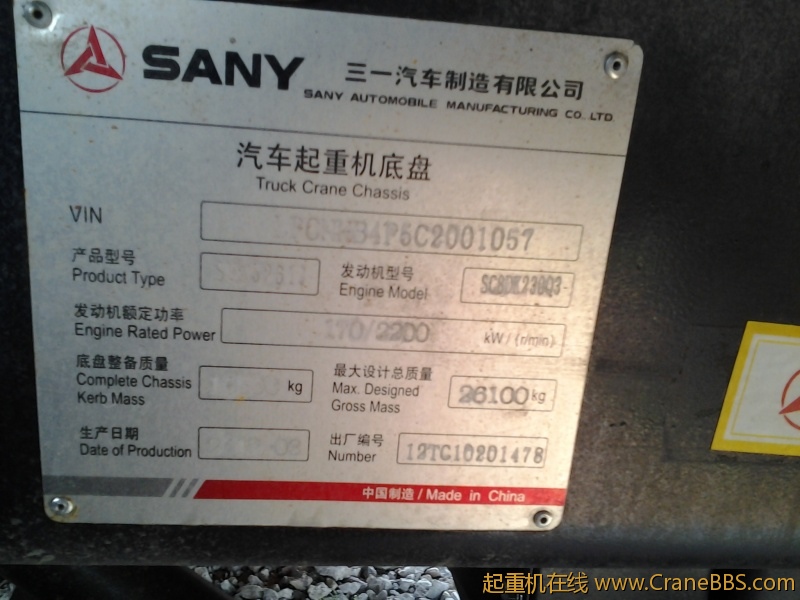 SANY 三一汽车制造有限公司
SANY AUTOMOBILE MANUFACTURING CO., LTD
汽车起重机底盘
Truck Crane Chassis
VIN
产品型号
Product Type
发动机型号
Engine Model
发动机额定功率
Engine Rated Power 170/2200 kW/(r/min)
底盘整备质量
Complete Chassis
Kerb Mass kg
最大设计总质量
Max. Designed
Gross Mass 26100 kg
生产日期
Date of Production
出厂编号
Number 12TC10201478
中国制造/Made in China
起重机在线 www.CraneBBS.com